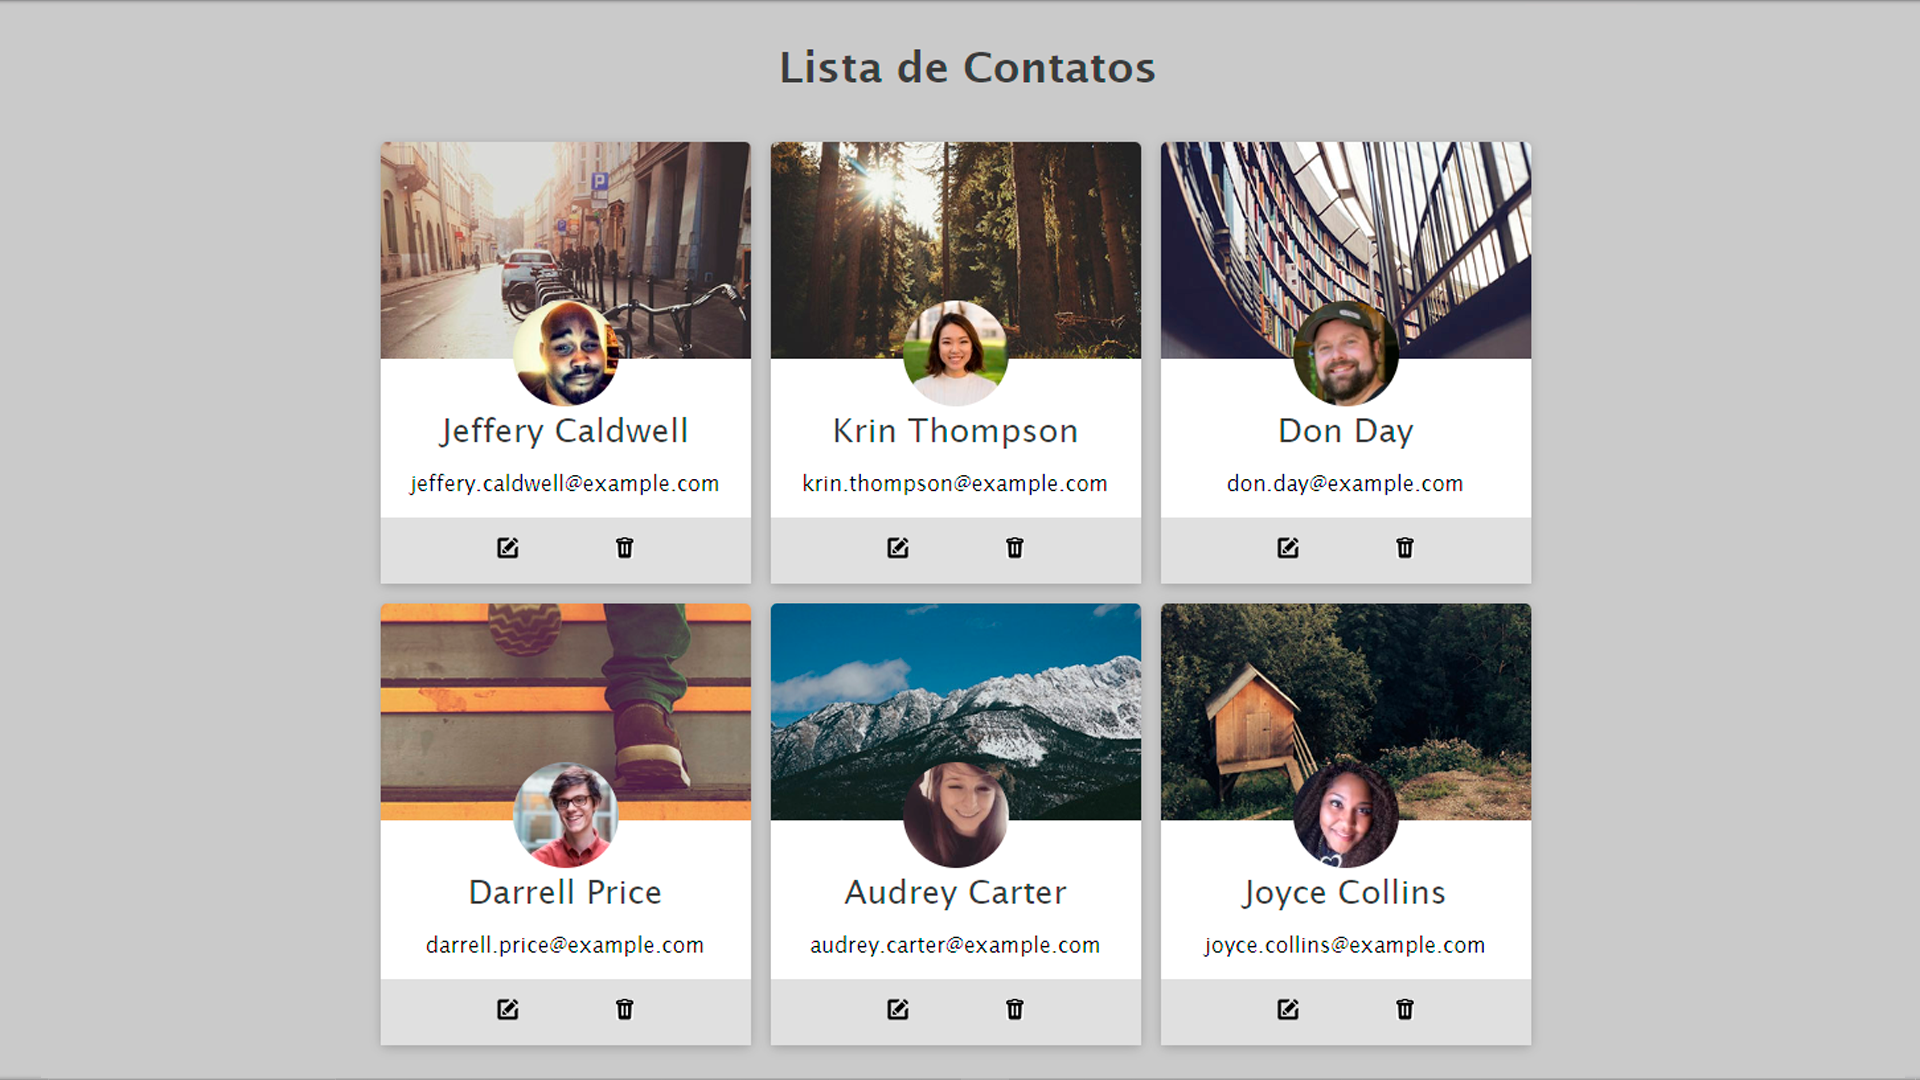 Lista de Contatos
P
Jeffery Caldwell
jeffery.caldwell@example.com
Krin Thompson
krin.thompson@example.com
Don Day
don.day@example.com
Darrell Price
darrell.price@example.com
Audrey Carter
audrey.carter@example.com
Joyce Collins
joyce.collins@example.com